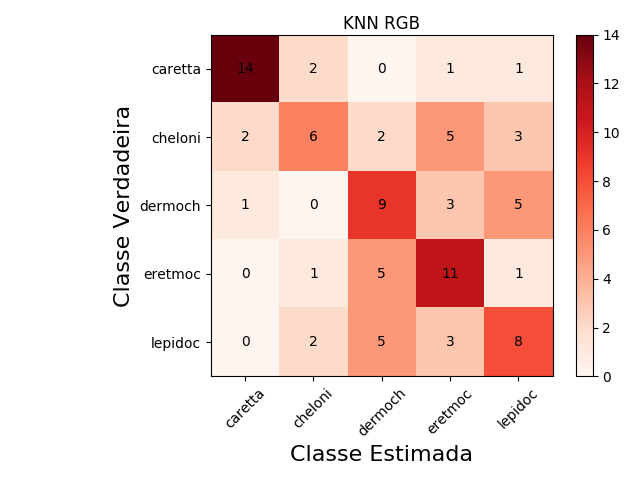 KNN RGB
Classe Verdadeira
caretta 14 2 0 1 1
cheloni 2 6 2 5 3
dermoch 1 0 9 3 5
eretmoc 0 1 5 11 1
lepidoc 0 2 5 3 8
caretta cheloni dermoch eretmoc lepidoc
Classe Estimada
14
12
10
8
6
4
2
0